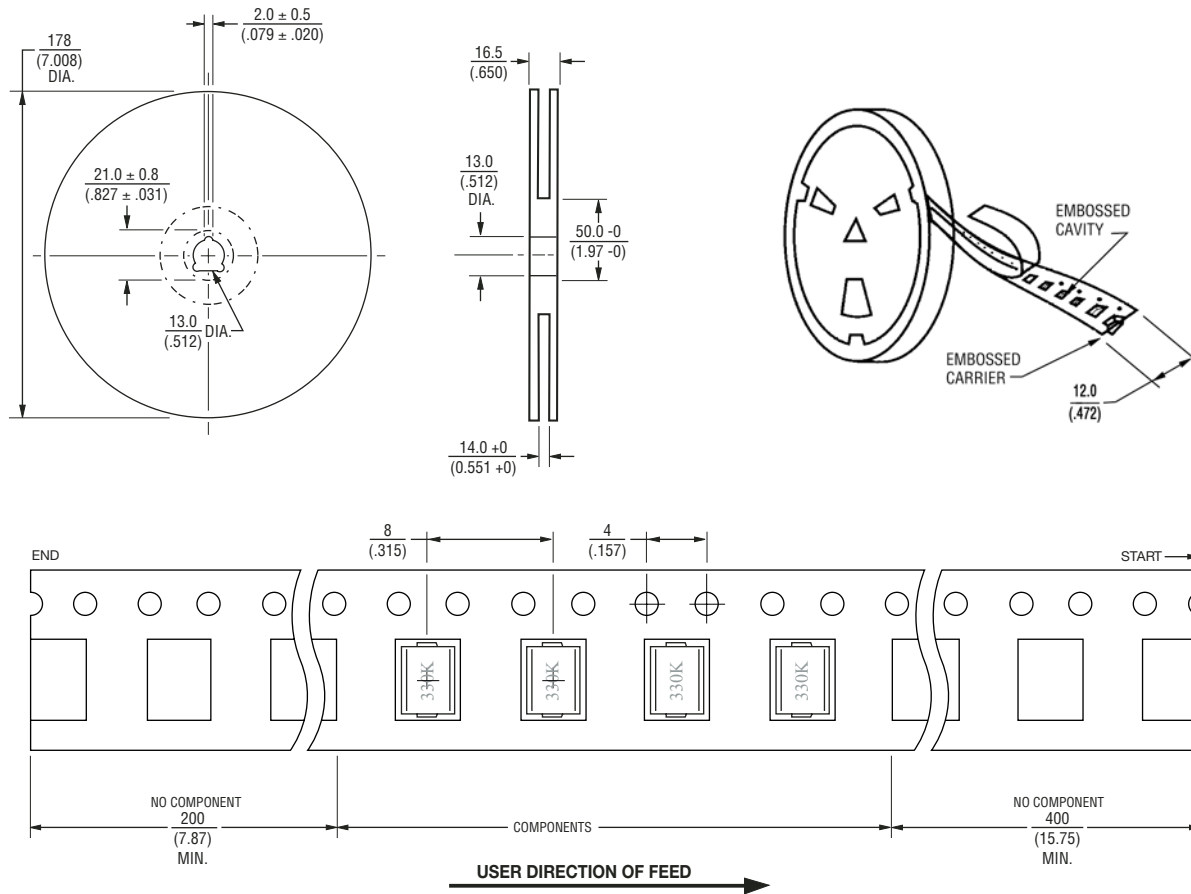 2.0 ± 0.5
(.079 ± .020)
178
(7.008)
DIA.
21.0 ± 0.8
(.827 ± .031)
13.0
(.512)
DIA.
16.5
(.650)
13.0
(.512)
DIA.
50.0 -0
(1.97 -0)
14.0 +0
(0.551 +0)
EMBOSSED
CAVITY
EMBOSSED
CARRIER
12.0
(.472)
8
(.315)
4
(.157)
END
START
330K
330K
330K
330K
NO COMPONENT
200
(7.87)
MIN.
COMPONENTS
NO COMPONENT
400
(15.75)
MIN.
USER DIRECTION OF FEED